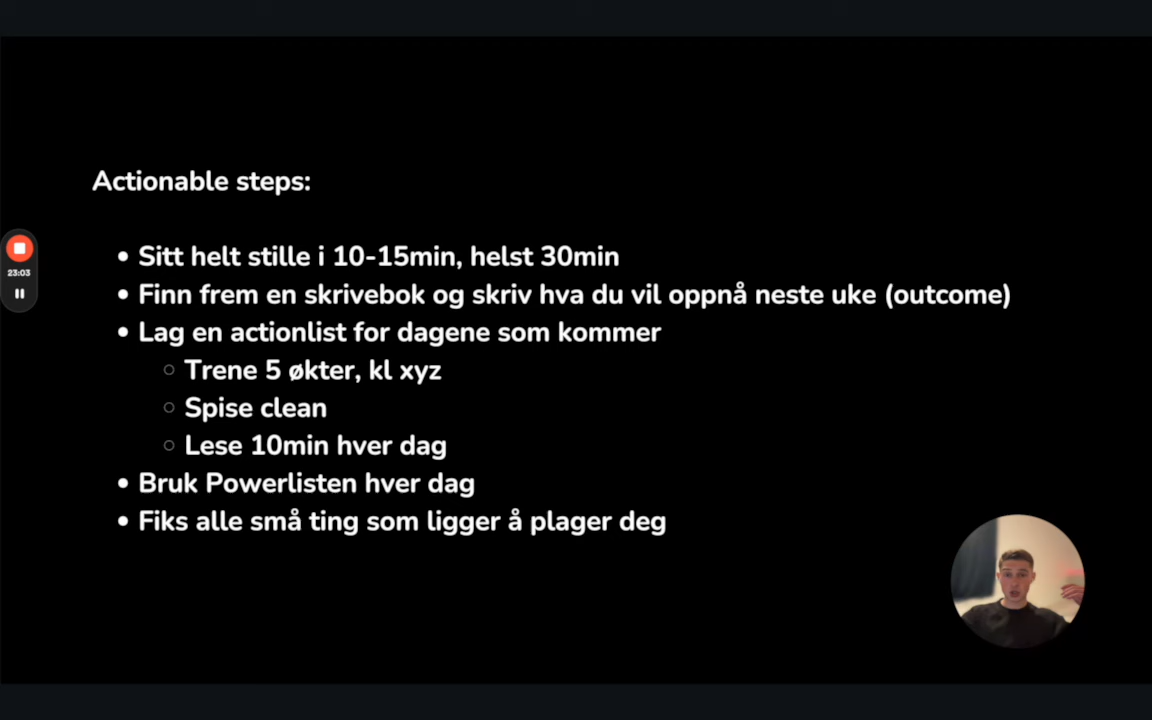 Actionable steps:
Sitt helt stille i 10-15min, helst 30min
Finn frem en skrivebok og skriv hva du vil oppnå neste uke (outcome)
Lag en actionlist for dagene som kommer
Trene 5 økter, kl xyz
Spise clean
Lese 10min hver dag
Bruk Powerlisten hver dag
Fiks alle små ting som ligger å plager deg
23:03